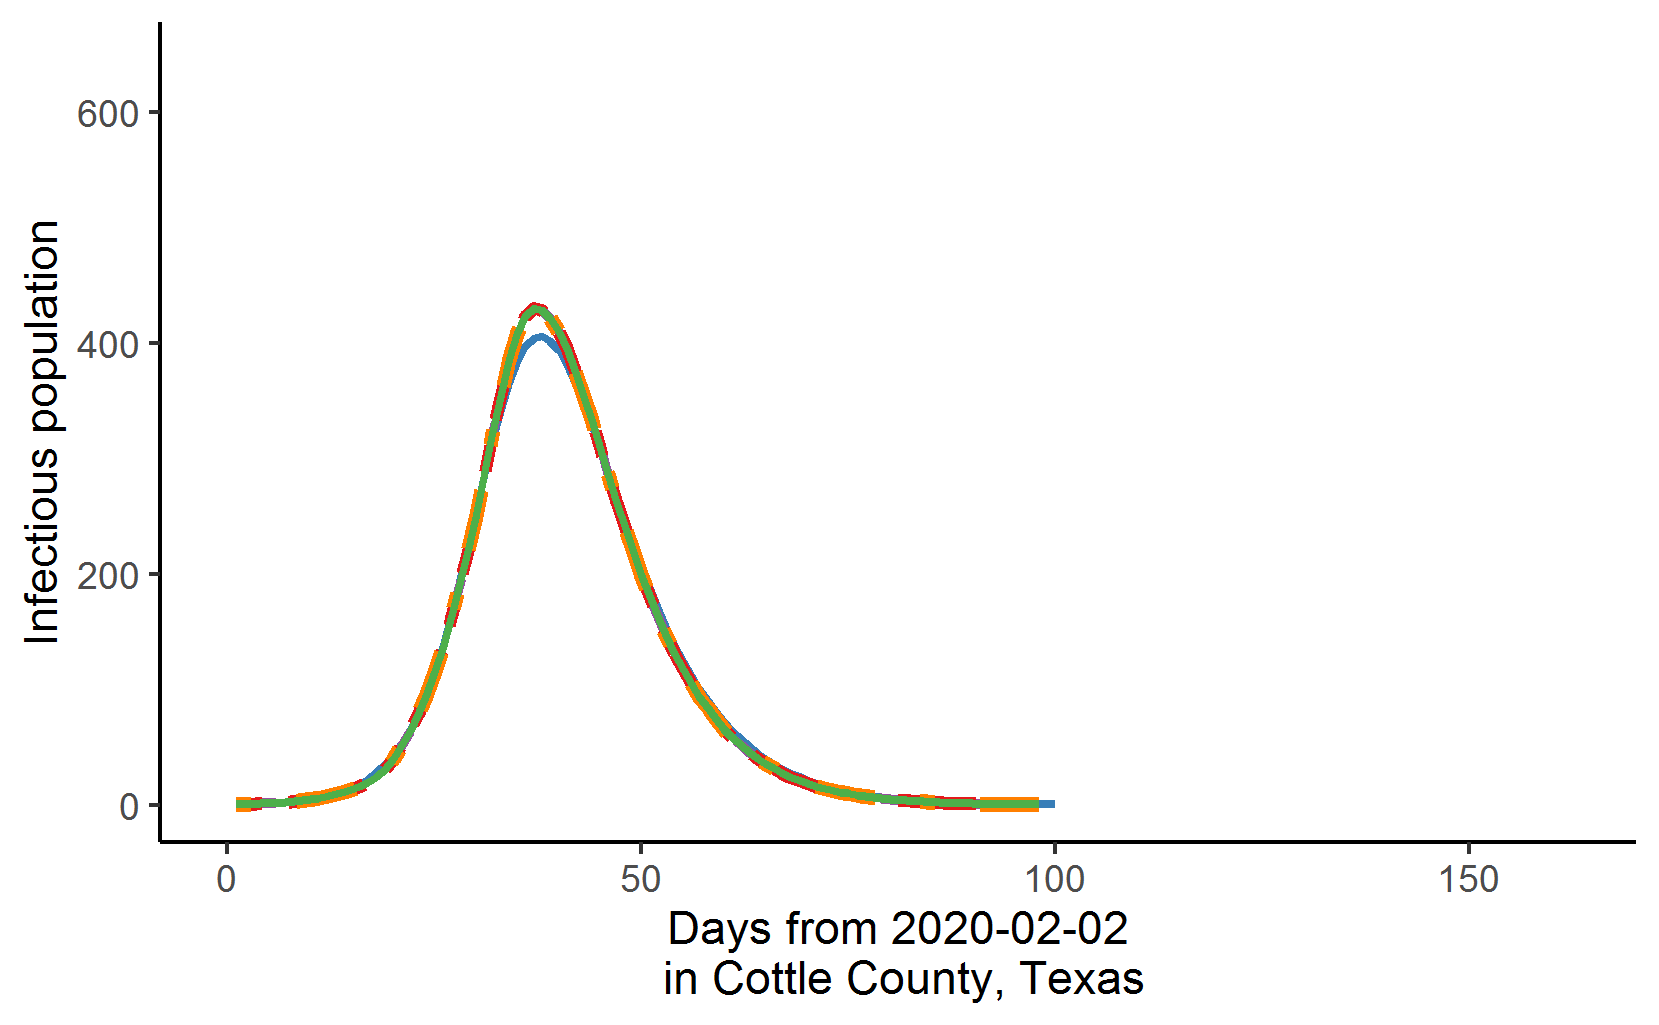 Infectious population
600
400
200
0
0 50 100 150
Days from 2020-02-02
in Cottle County, Texas